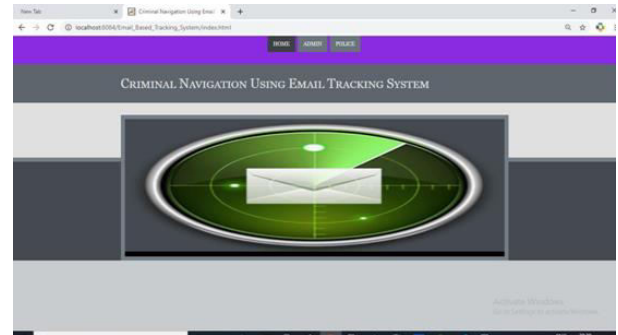 New Tab
Criminal Navigation Using Emai
localhost:8084/Email_Based_Tracking_System/index.html
HOME ADMIN POLICE
CRIMINAL NAVIGATION USING EMAIL TRACKING SYSTEM
Activate Windows